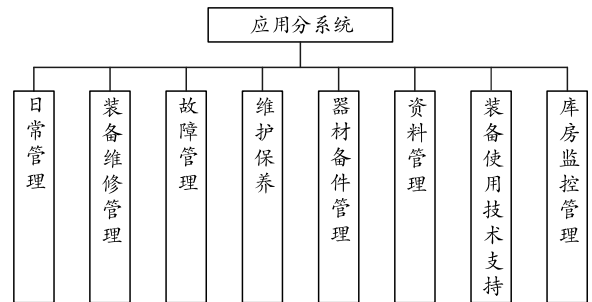 应用分系统
日常管理
装备维修管理
故障管理
维护保养
器材备件管理
资料管理
装备使用技术支持
库房监控管理